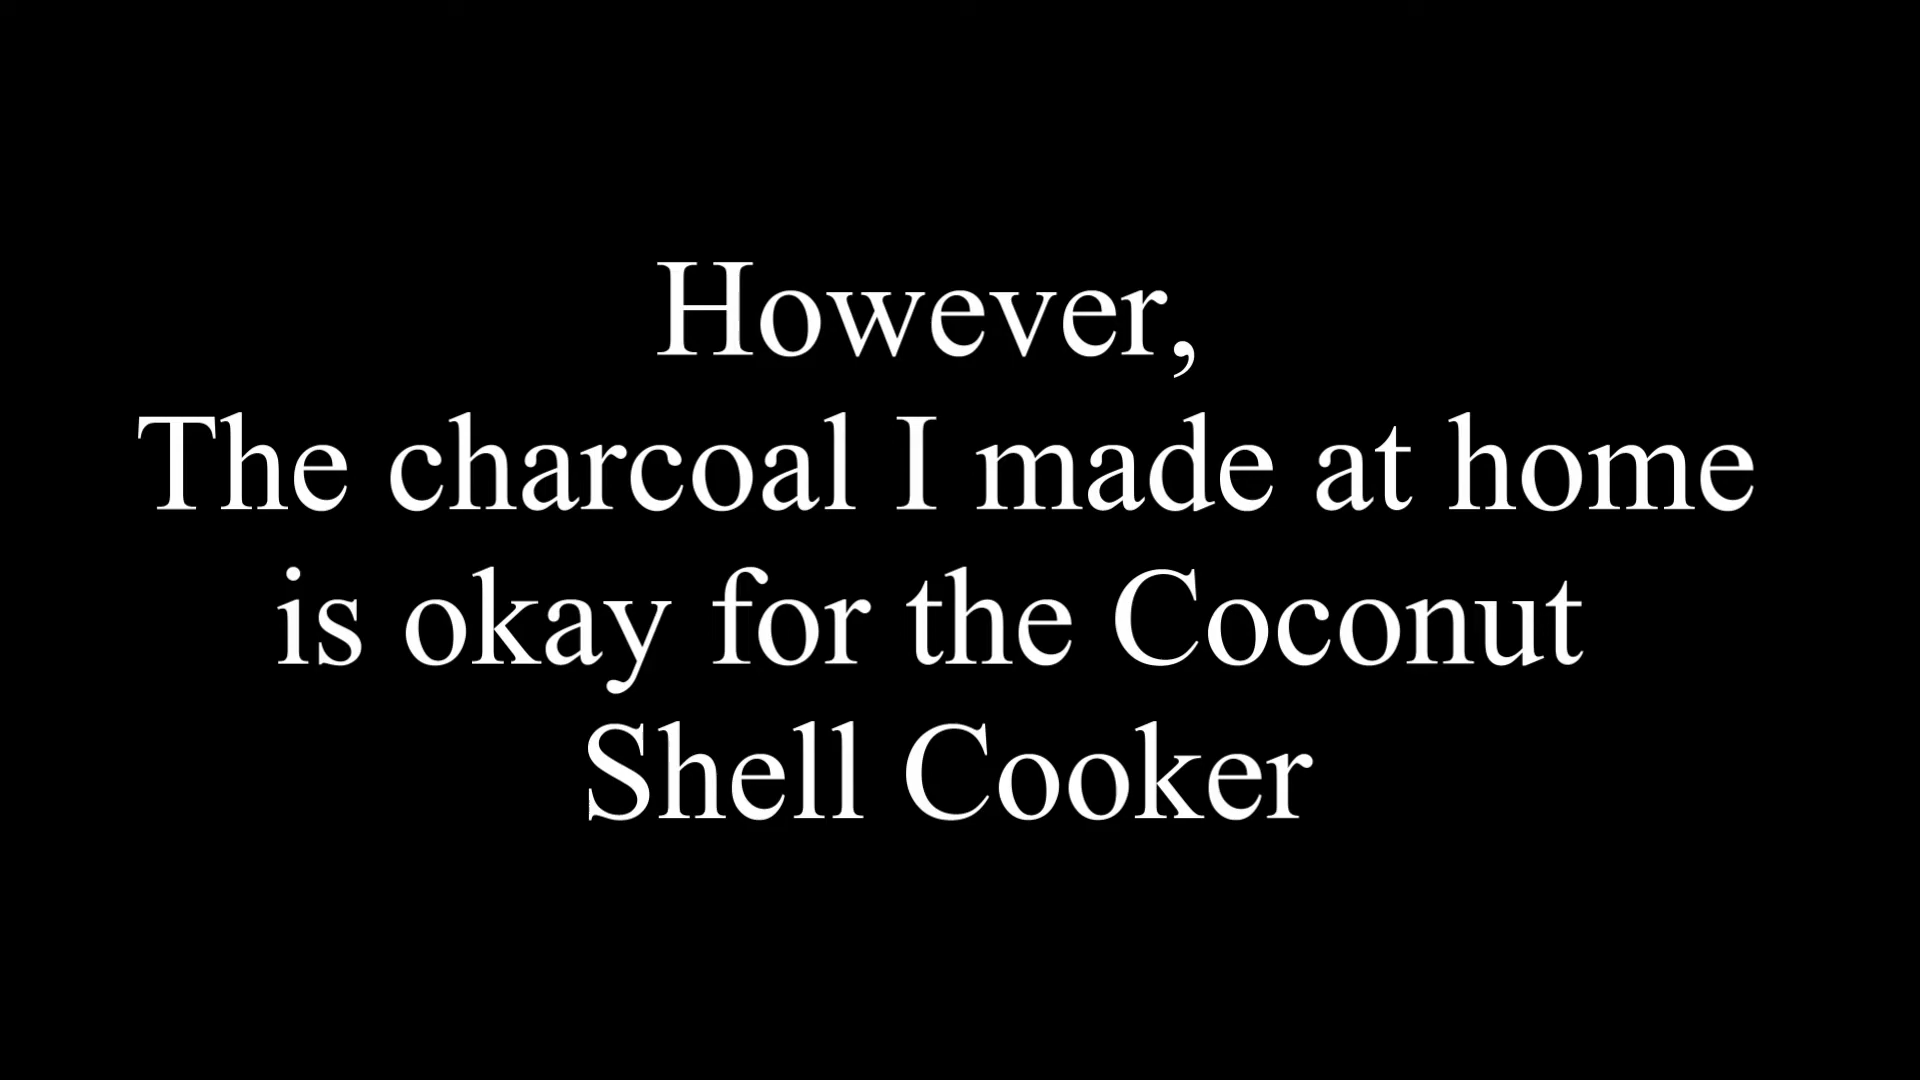 However,
The charcoal I made at home
is okay for the Coconut
Shell Cooker